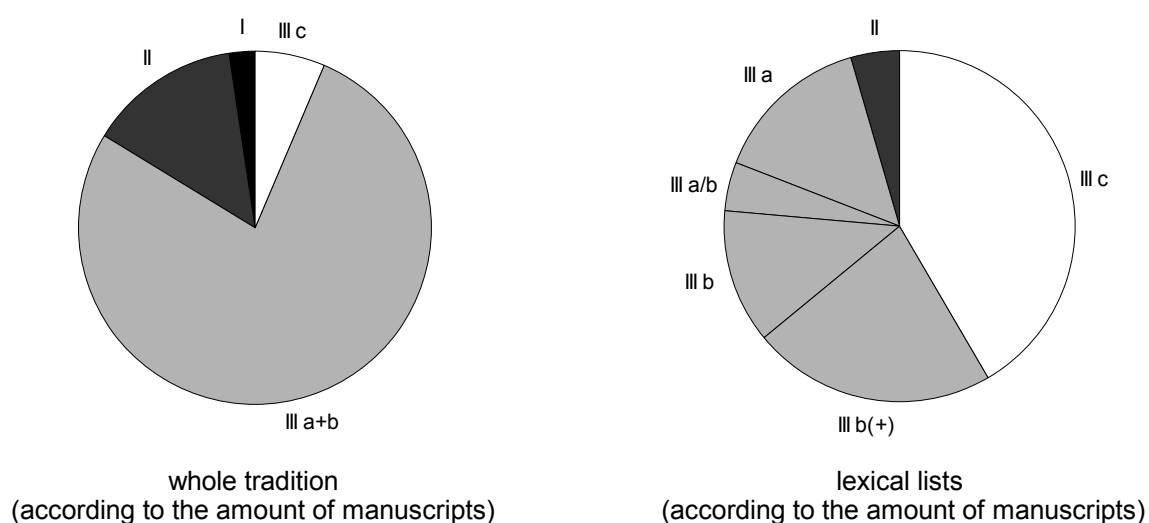 I
III c
II
III a+b
whole tradition
(according to the amount of manuscripts)
II
III a
III a/b
III c
III b
III b(+)
lexical lists
(according to the amount of manuscripts)